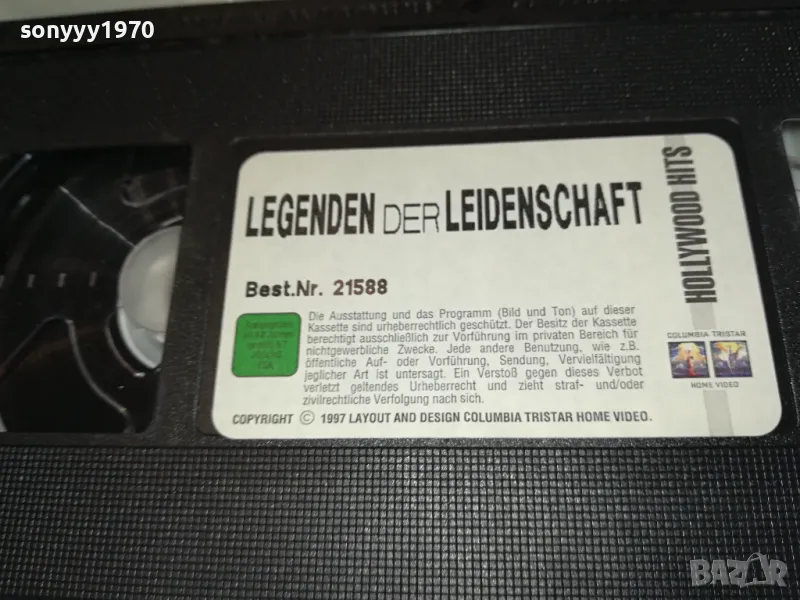 sonyyy1970
LEGENDEN DER LEIDENSCHAFT
HOLLYWOOD HITS
Best.Nr. 21588
Die Ausstattung und das Programm (Bild und Ton) auf dieser
Kassette sind urheberrechtlich geschützt. Der Besitz der Kassette
berechtigt ausschließlich zur Vorführung im privaten Bereich für
nichtgewerbliche Zwecke. Jede andere Benutzung, wie z.B.
öffentliche Auf- oder Vorführung, Sendung, Vervielfältigung
jeglicher Art ist untersagt. Ein Verstoß gegen dieses Verbot
verletzt geltendes Urheberrecht und zieht straf- und/oder
zivilrechtliche Verfolgung nach sich.
COLUMBIA TRISTAR
HOME VIDEO
COPYRIGHT © 1997 LAYOUT AND DESIGN COLUMBIA TRISTAR HOME VIDEO.
BAZAR